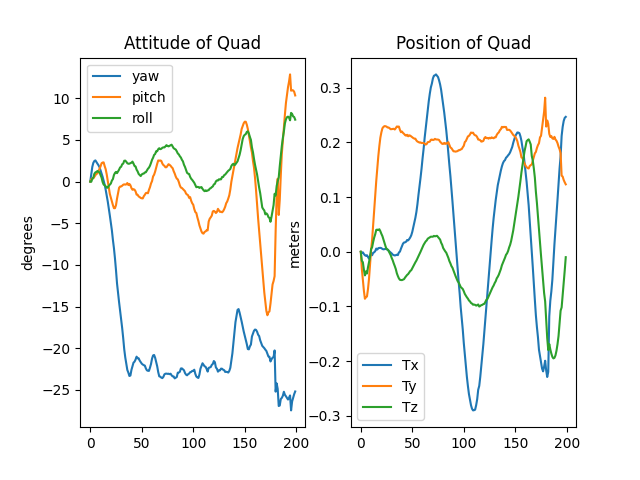 Attitude of Quad
yaw
pitch
roll
degrees
10
5
0
−5
−10
−15
−20
−25
0
50
100
150
200
Position of Quad
meters
0.3
0.2
0.1
0.0
−0.1
−0.2
−0.3
Tx
Ty
Tz
0
50
100
150
200